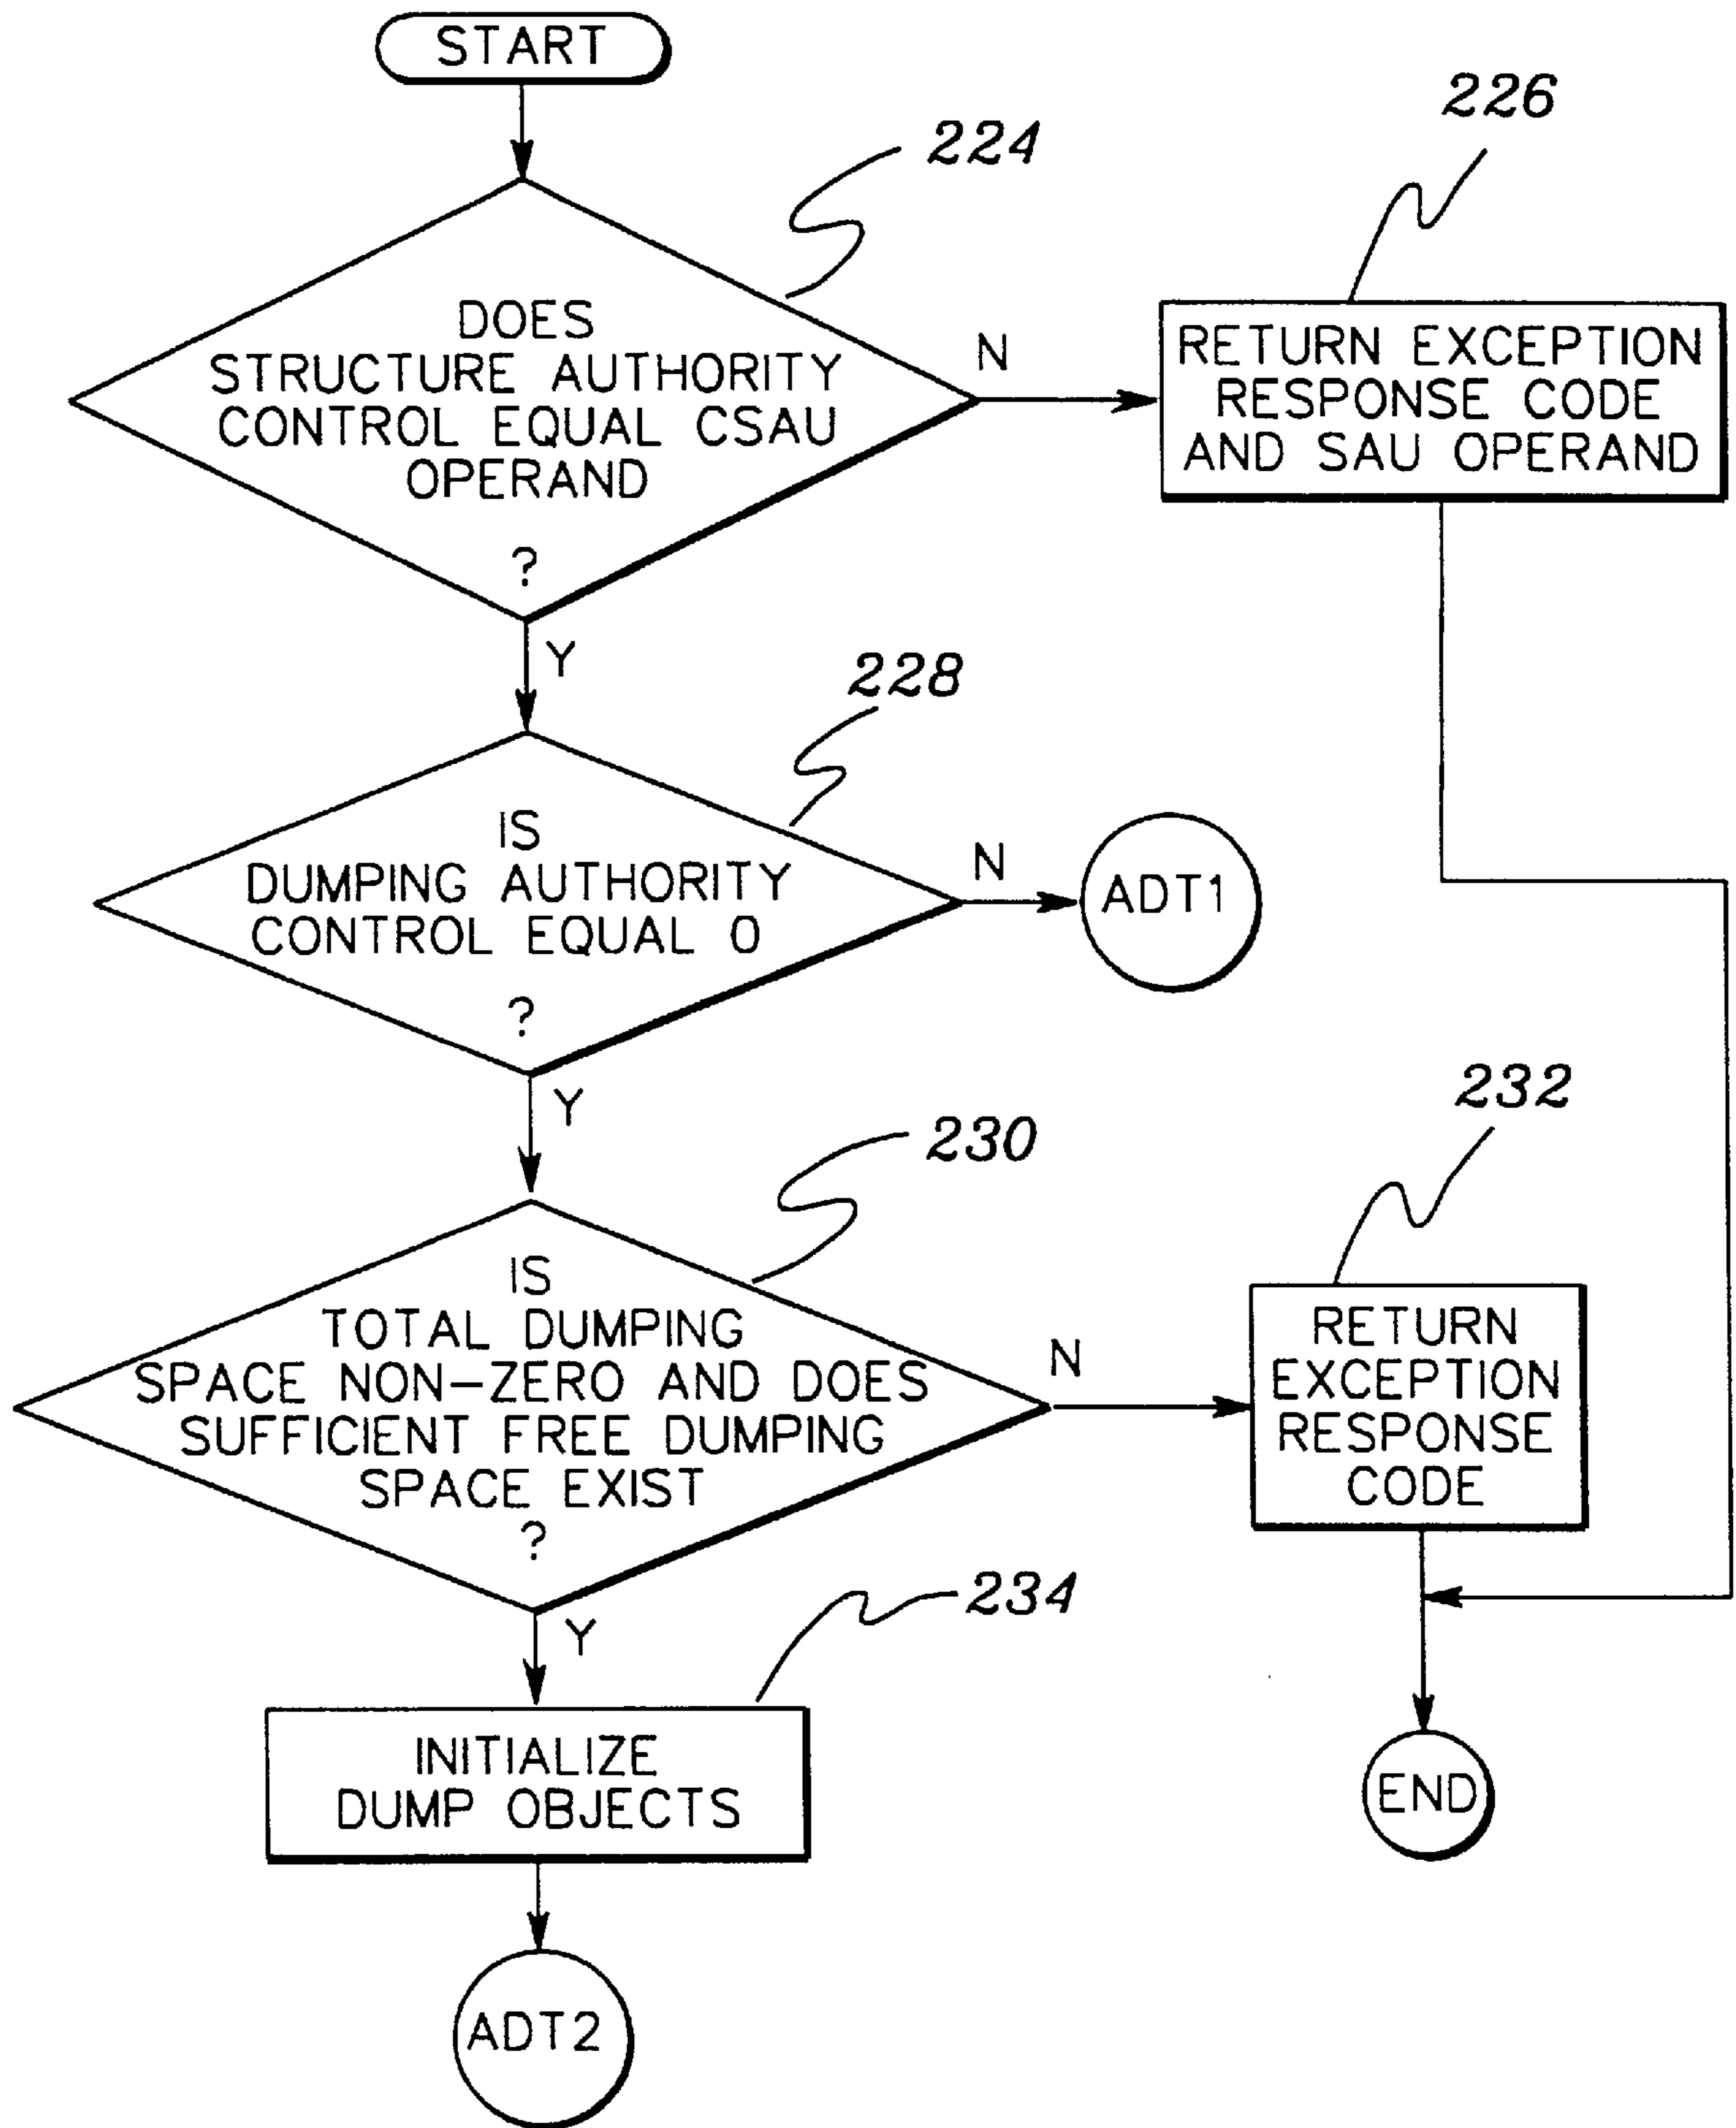 START
224
226
DOES
STRUCTURE AUTHORITY
CONTROL EQUAL CSAU
OPERAND
?
N
RETURN EXCEPTION
RESPONSE CODE
AND SAU OPERAND
Y
228
IS
DUMPING AUTHORITY
CONTROL EQUAL 0
?
N
ADT1
Y
230
232
IS
TOTAL DUMPING
SPACE NON-ZERO AND DOES
SUFFICIENT FREE DUMPING
SPACE EXIST
?
N
RETURN
EXCEPTION
RESPONSE
CODE
Y
234
INITIALIZE
DUMP OBJECTS
END
ADT2